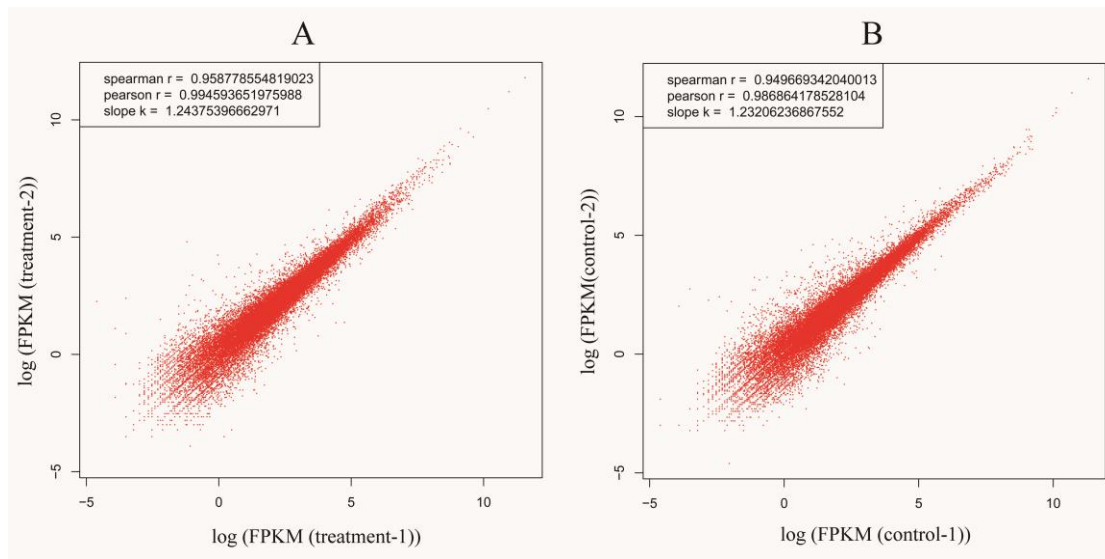 A
spearman r = 0.958778554819023
pearson r = 0.994593651975988
slope k = 1.24375396662971
log (FPKM (treatment-2))
10
5
0
−5
−5 0 5 10
log (FPKM (treatment-1))
B
spearman r = 0.949669342040013
pearson r = 0.986864178528104
slope k = 1.23206236867552
log (FPKM(control-2))
10
5
0
−5
−5 0 5 10
log (FPKM (control-1))